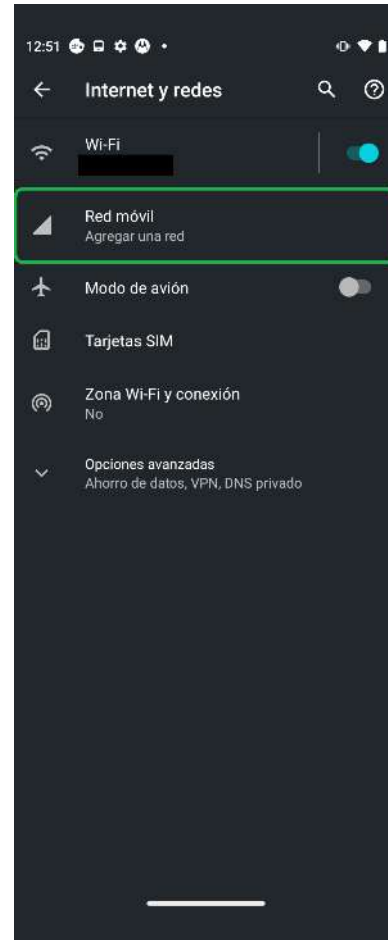 12:51
Internet y redes
Wi-Fi
Red móvil
Agregar una red
Modo de avión
Tarjetas SIM
Zona Wi-Fi y conexión
No
Opciones avanzadas
Ahorro de datos, VPN, DNS privado